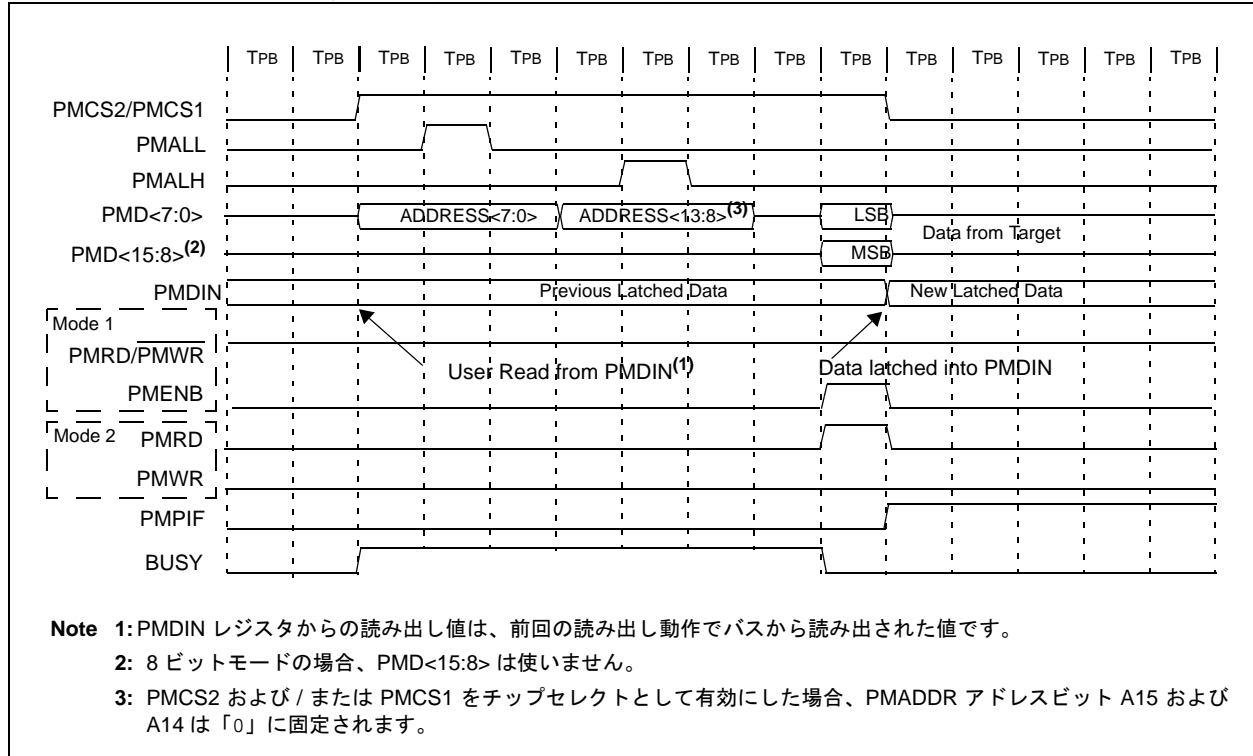 TPB TPB TPB TPB TPB TPB TPB TPB TPB TPB TPB TPB TPB TPB TPB
PMCS2/PMCS1
PMALL
PMALH
PMD<7:0> ADDRESS<7:0> ADDRESS<13:8>(3) LSB
Data from Target
PMD<15:8>(2) MSB
PMDIN Previous Latched Data New Latched Data
Mode 1
PMRD/PMWR
User Read from PMDIN(1) Data latched into PMDIN
PMENB
Mode 2 PMRD
PMWR
PMPIF
BUSY
Note 1: PMDIN レジスタからの読み出し値は、前回の読み出し動作でバスから読み出された値です。
2: 8 ビットモードの場合、PMD<15:8> は使いません。
3: PMCS2 および / または PMCS1 をチップセレクトとして有効にした場合、PMADDR アドレスビット A15 および
A14 は「0」に固定されます。